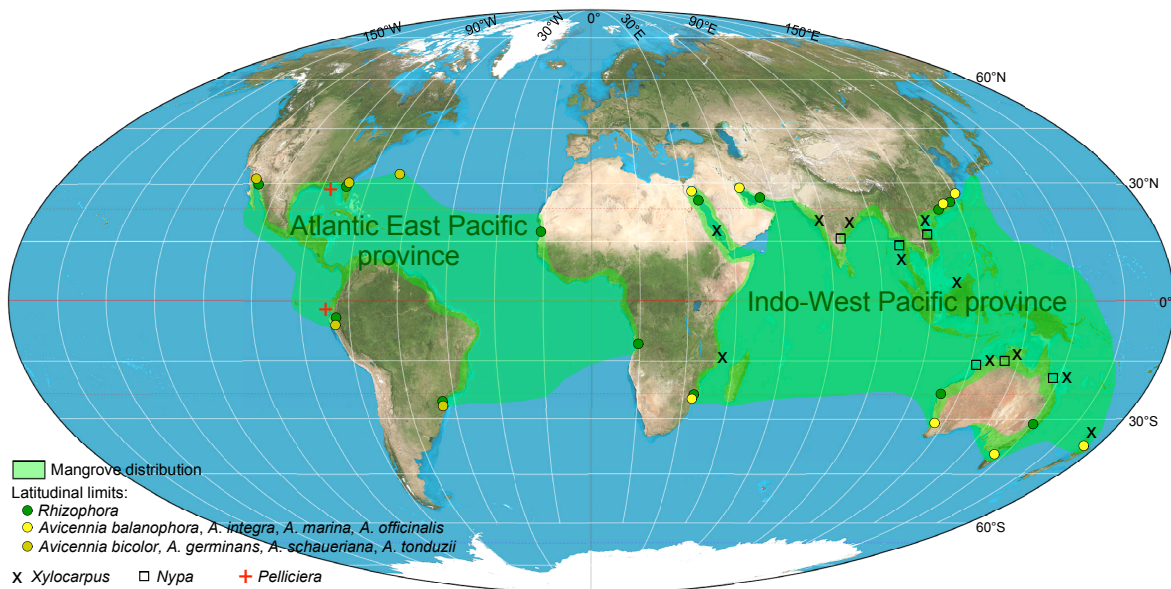 150°W 90°W 30°W 0° 30°E 90°E 150°E
60°N
30°N
Atlantic East Pacific
province
Indo-West Pacific province
0°
30°S
60°S
Mangrove distribution
Latitudinal limits:
Rhizophora
Avicennia balanophora, A. integra, A. marina, A. officinalis
Avicennia bicolor, A. germinans, A. schaueriana, A. tonduzii
x Xylocarpus Nypa Pelliciera